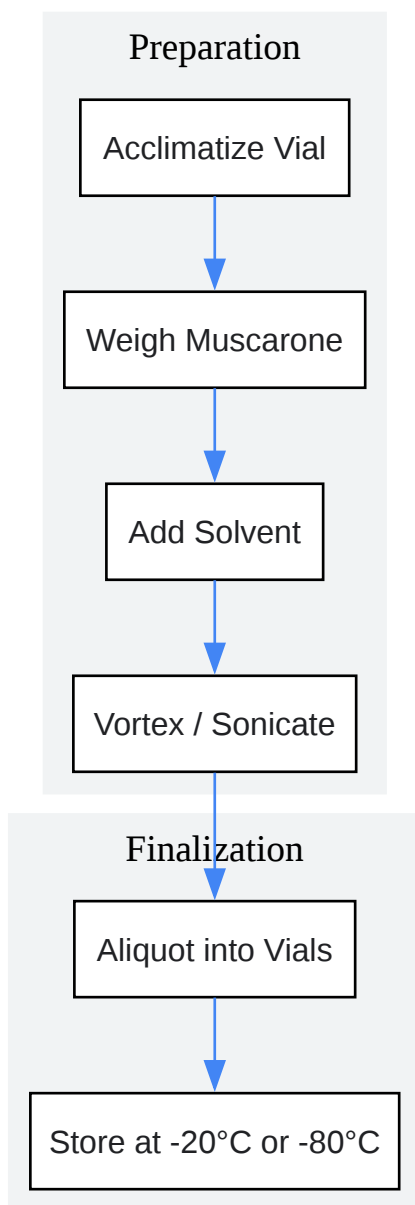 Preparation
Acclimatize Vial
Weigh Muscarone
Add Solvent
Vortex / Sonicate
Finalization
Aliquot into Vials
Store at -20°C or -80°C